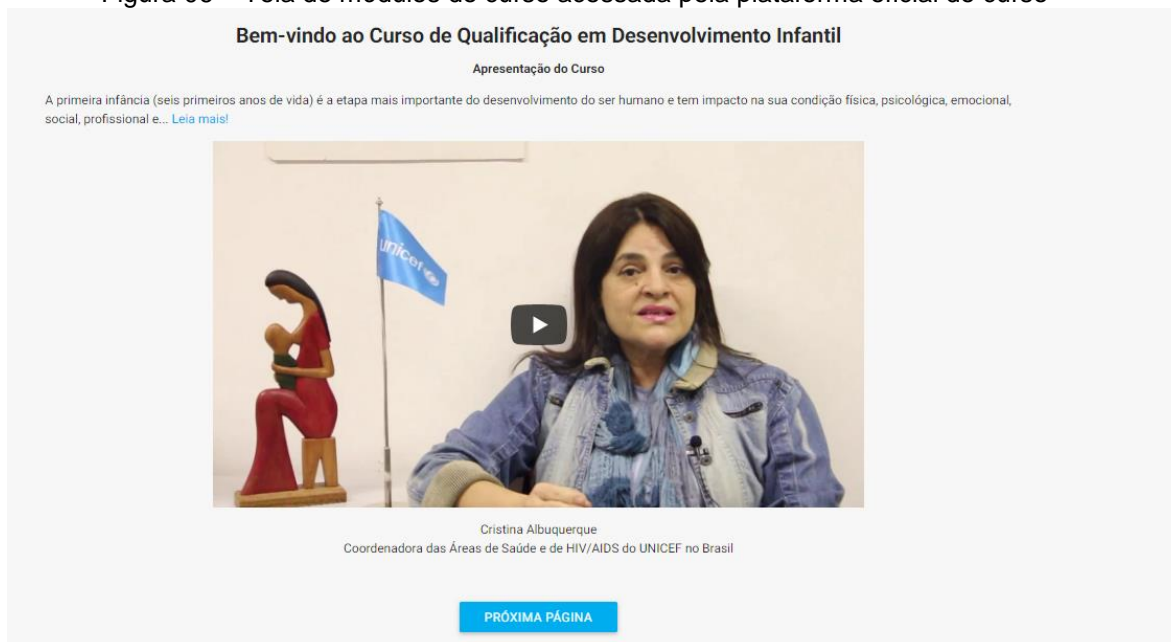 Bem-vindo ao Curso de Qualificação em Desenvolvimento Infantil
Apresentação do Curso
A primeira infância (seis primeiros anos de vida) é a etapa mais importante do desenvolvimento do ser humano e tem impacto na sua condição física, psicológica, emocional,
social, profissional e... Leia mais!
unicef
Cristina Albuquerque
Coordenadora das Áreas de Saúde e de HIV/AIDS do UNICEF no Brasil
PRÓXIMA PÁGINA